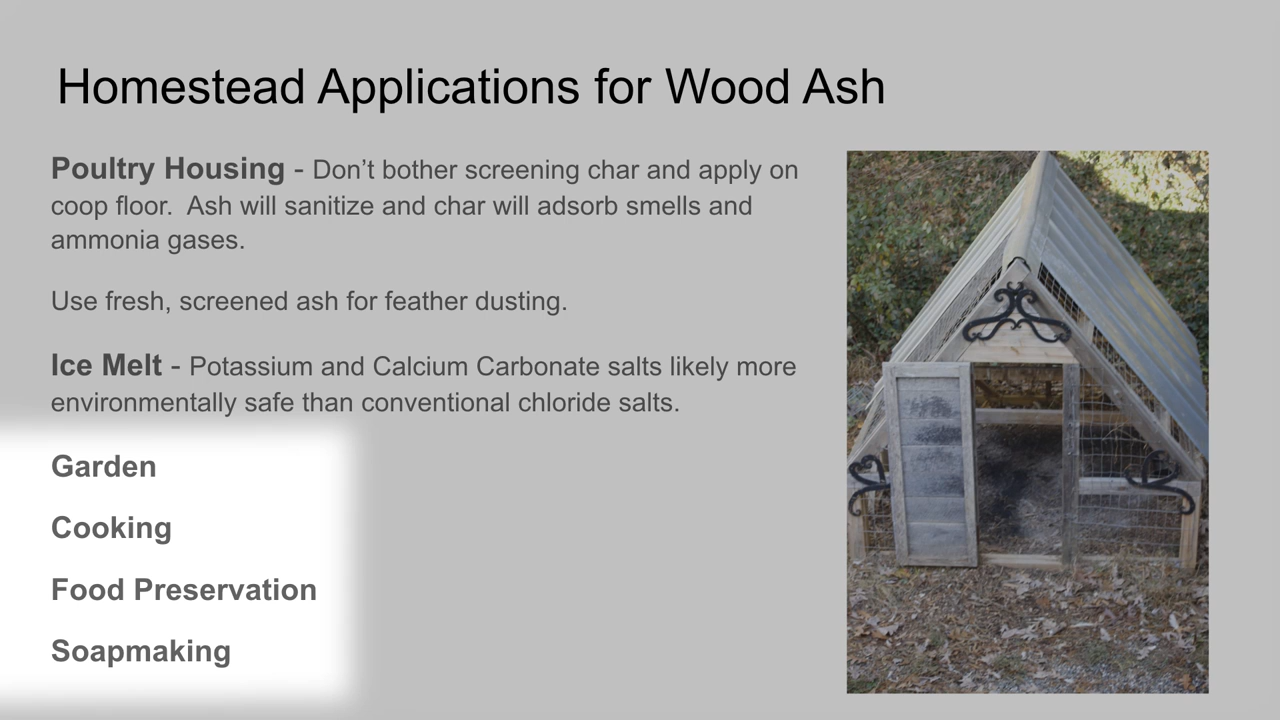 Homestead Applications for Wood Ash
Poultry Housing - Don’t bother screening char and apply on
coop floor.  Ash will sanitize and char will adsorb smells and
ammonia gases.
Use fresh, screened ash for feather dusting.
Ice Melt - Potassium and Calcium Carbonate salts likely more
environmentally safe than conventional chloride salts.
Garden
Cooking
Food Preservation
Soapmaking